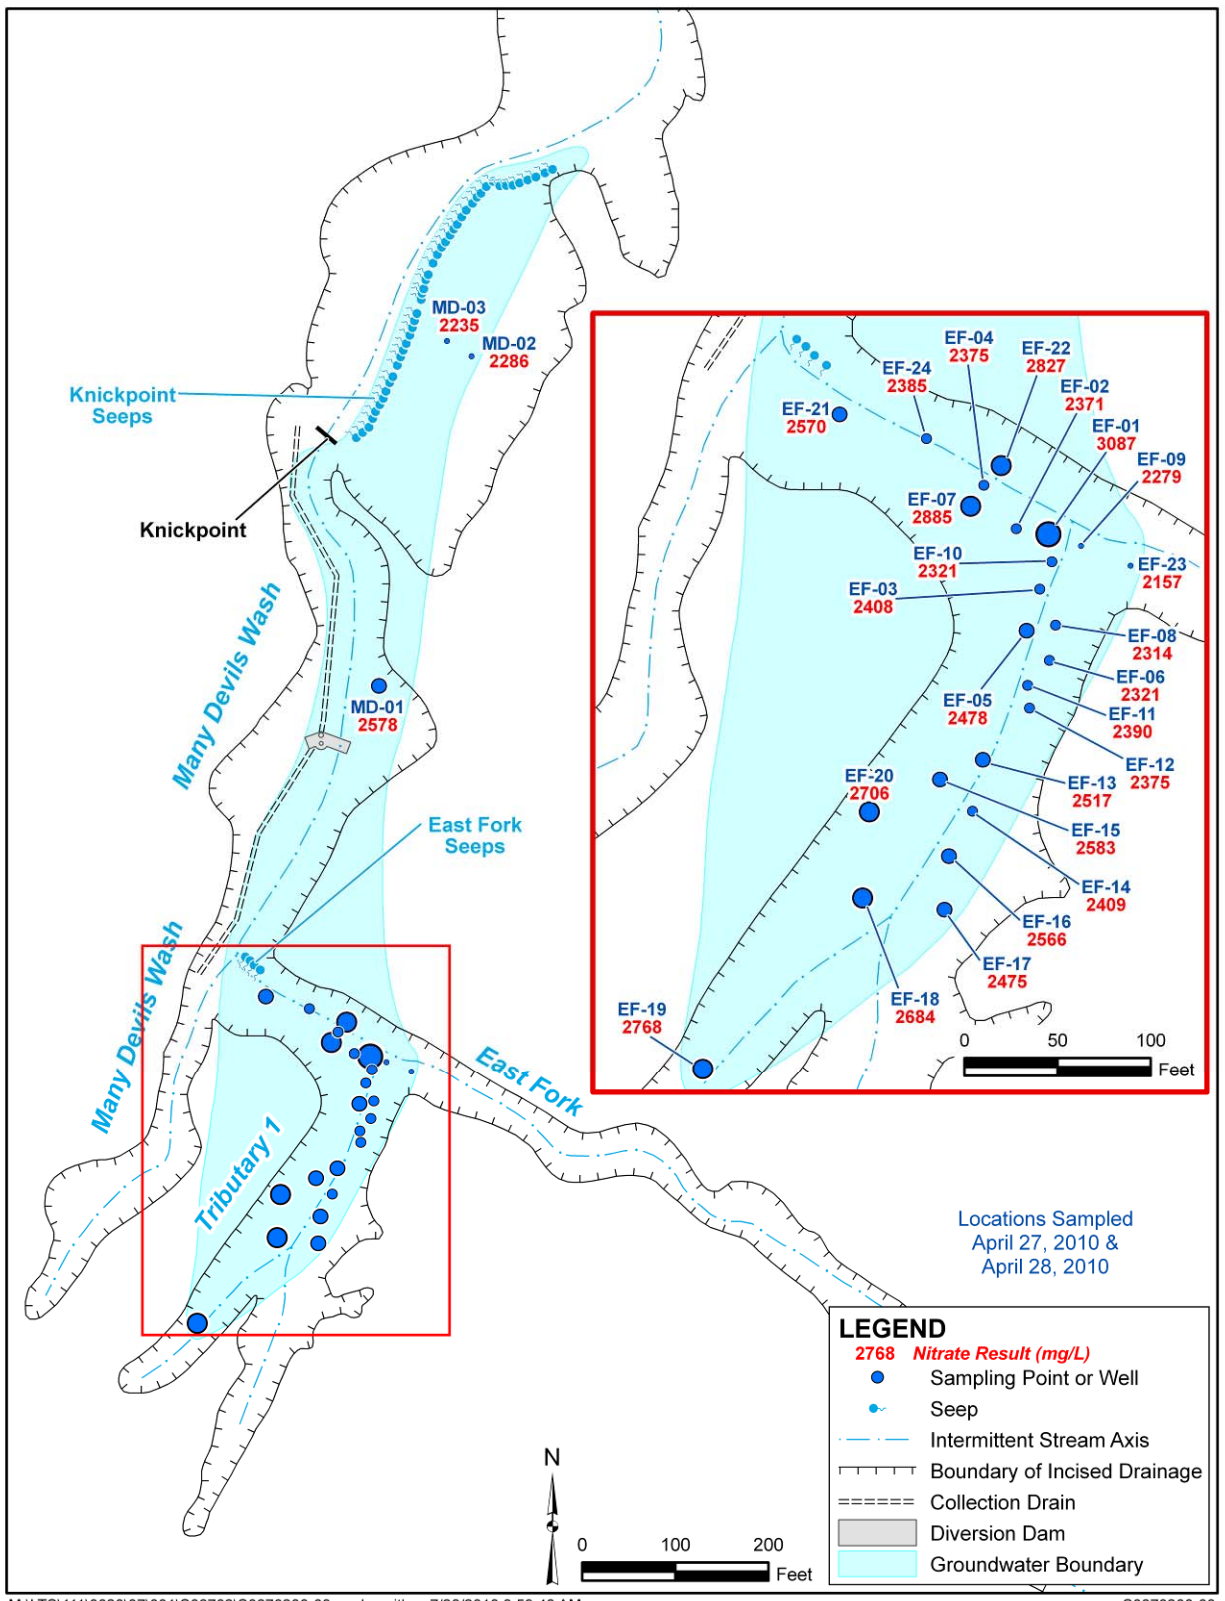 MD-03
2235
MD-02
2286
Knickpoint
Seeps
Knickpoint
Many Devils Wash
MD-01
2578
East Fork
Seeps
Many Devils Wash
East Fork
Tributary 1
EF-04
2375
EF-22
2827
EF-24
2385
EF-02
2371
EF-21
2570
EF-01
3087
EF-09
2279
EF-07
2885
EF-10
2321
EF-23
2157
EF-03
2408
EF-08
2314
EF-06
2321
EF-05
2478
EF-11
2390
EF-12
2375
EF-20
2706
EF-13
2517
EF-15
2583
EF-14
2409
EF-16
2566
EF-17
2475
EF-18
2684
EF-19
2768
0 50 100
Feet
Locations Sampled
April 27, 2010 &
April 28, 2010
LEGEND
2768 Nitrate Result (mg/L)
Sampling Point or Well
Seep
Intermittent Stream Axis
Boundary of Incised Drainage
Collection Drain
Diversion Dam
Groundwater Boundary
N
0 100 200
Feet